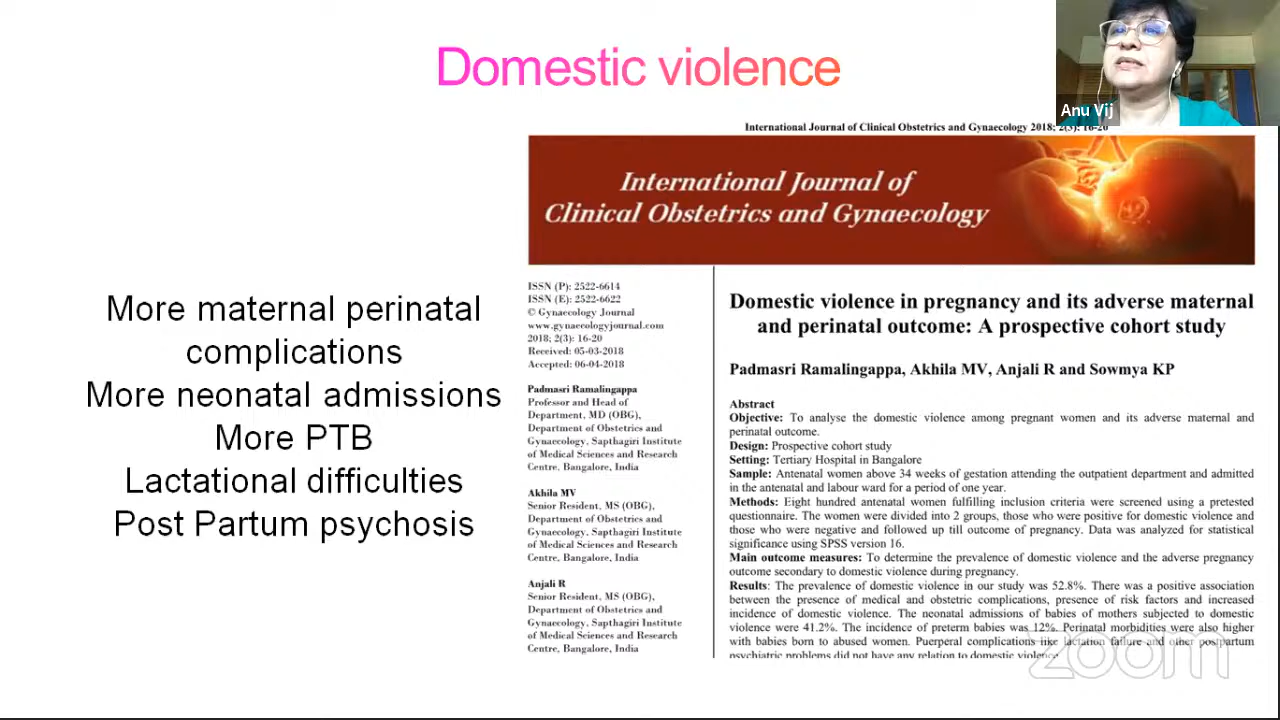 Domestic violence
Anu Vij
More maternal perinatal
complications
More neonatal admissions
More PTB
Lactational difficulties
Post Partum psychosis
International Journal of Clinical Obstetrics and Gynaecology 2018; 2(3): 16-20
International Journal of
Clinical Obstetrics and Gynaecology
ISSN (P): 2522-6614
ISSN (E): 2522-6622
© Gynaecology Journal
www.gynaecologyjournal.com
2018; 2(3): 16-20
Received: 05-03-2018
Accepted: 06-04-2018
Padmasri Ramalingappa
Professor and Head of
Department, MD (OBG),
Department of Obstetrics and
Gynaecology, Sapthagiri Institute
of Medical Sciences and Research
Centre, Bangalore, India
Akhila MV
Senior Resident, MS (OBG),
Department of Obstetrics and
Gynaecology, Sapthagiri Institute
of Medical Sciences and Research
Centre, Bangalore, India
Anjali R
Senior Resident, MS (OBG),
Department of Obstetrics and
Gynaecology, Sapthagiri Institute
of Medical Sciences and Research
Centre, Bangalore, India
Domestic violence in pregnancy and its adverse maternal
and perinatal outcome: A prospective cohort study
Padmasri Ramalingappa, Akhila MV, Anjali R and Sowmya KP
Abstract
Objective: To analyse the domestic violence among pregnant women and its adverse maternal and
perinatal outcome.
Design: Prospective cohort study
Setting: Tertiary Hospital in Bangalore
Sample: Antenatal women above 34 weeks of gestation attending the outpatient department and admitted
in the antenatal and labour ward for a period of one year.
Methods: Eight hundred antenatal women fulfilling inclusion criteria were screened using a pretested
questionnaire. The women were divided into 2 groups, those who were positive for domestic violence and
those who were negative and followed up till outcome of pregnancy. Data was analyzed for statistical
significance using SPSS version 16.
Main outcome measures: To determine the prevalence of domestic violence and the adverse pregnancy
outcome secondary to domestic violence during pregnancy.
Results: The prevalence of domestic violence in our study was 52.8%. There was a positive association
between the presence of medical and obstetric complications, presence of risk factors and increased
incidence of domestic violence. The neonatal admissions of babies of mothers subjected to domestic
violence were 41.2%. The incidence of preterm babies was 12%. Perinatal morbidities were also higher
with babies born to abused women. Puerperal complications like lactation failure and other postpartum
psychiatric problems did not have any relation to domestic violence.
zoom